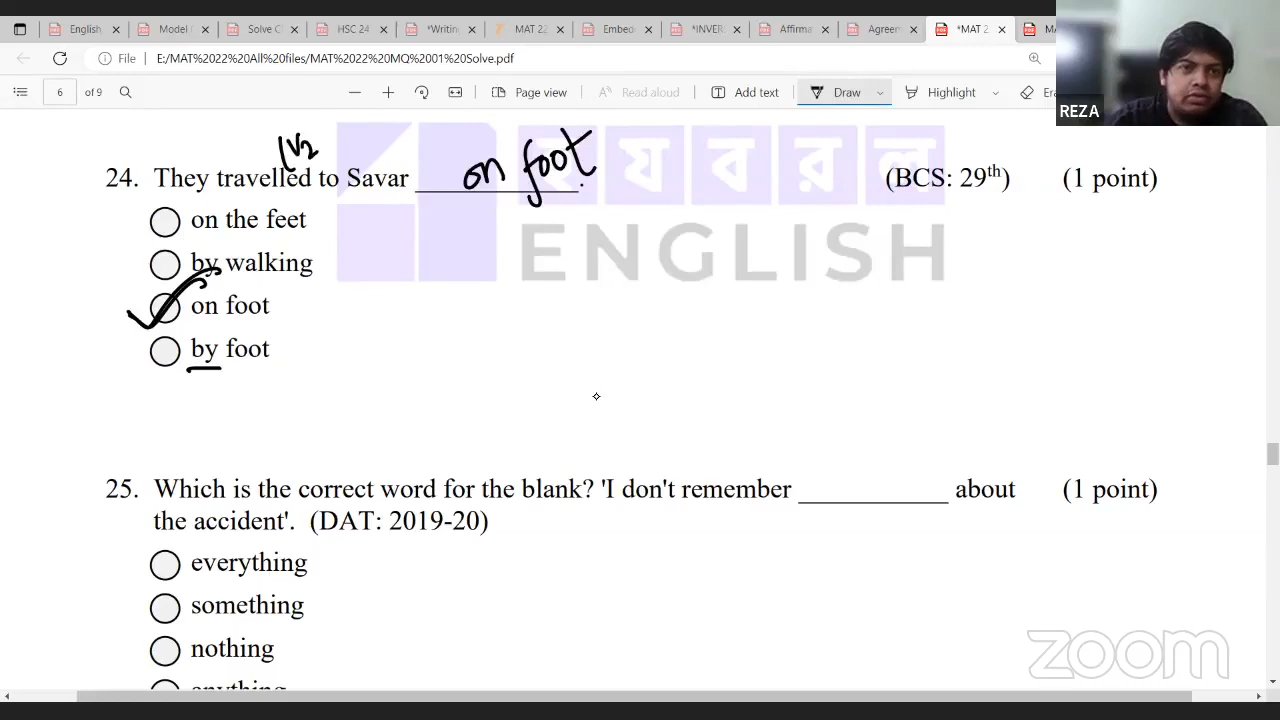 English
Model
Solve C
HSC 24
*Writing
MAT 22
Embed
*INVER
Affirma
Agreem
*MAT 2
MA
File E:/MAT%2022%20All%20files/MAT%2022%20MQ%2001%20Solve.pdf
6 of 9 Page view Read aloud Add text Draw Highlight Era
REZA
হ য ব র ল
ENGLISH
V2
24. They travelled to Savar on foot. (BCS: 29th) (1 point)
on the feet
by walking
on foot
by foot
25. Which is the correct word for the blank? 'I don't remember ___________ about (1 point)
the accident'. (DAT: 2019-20)
everything
something
nothing
anything
zoom